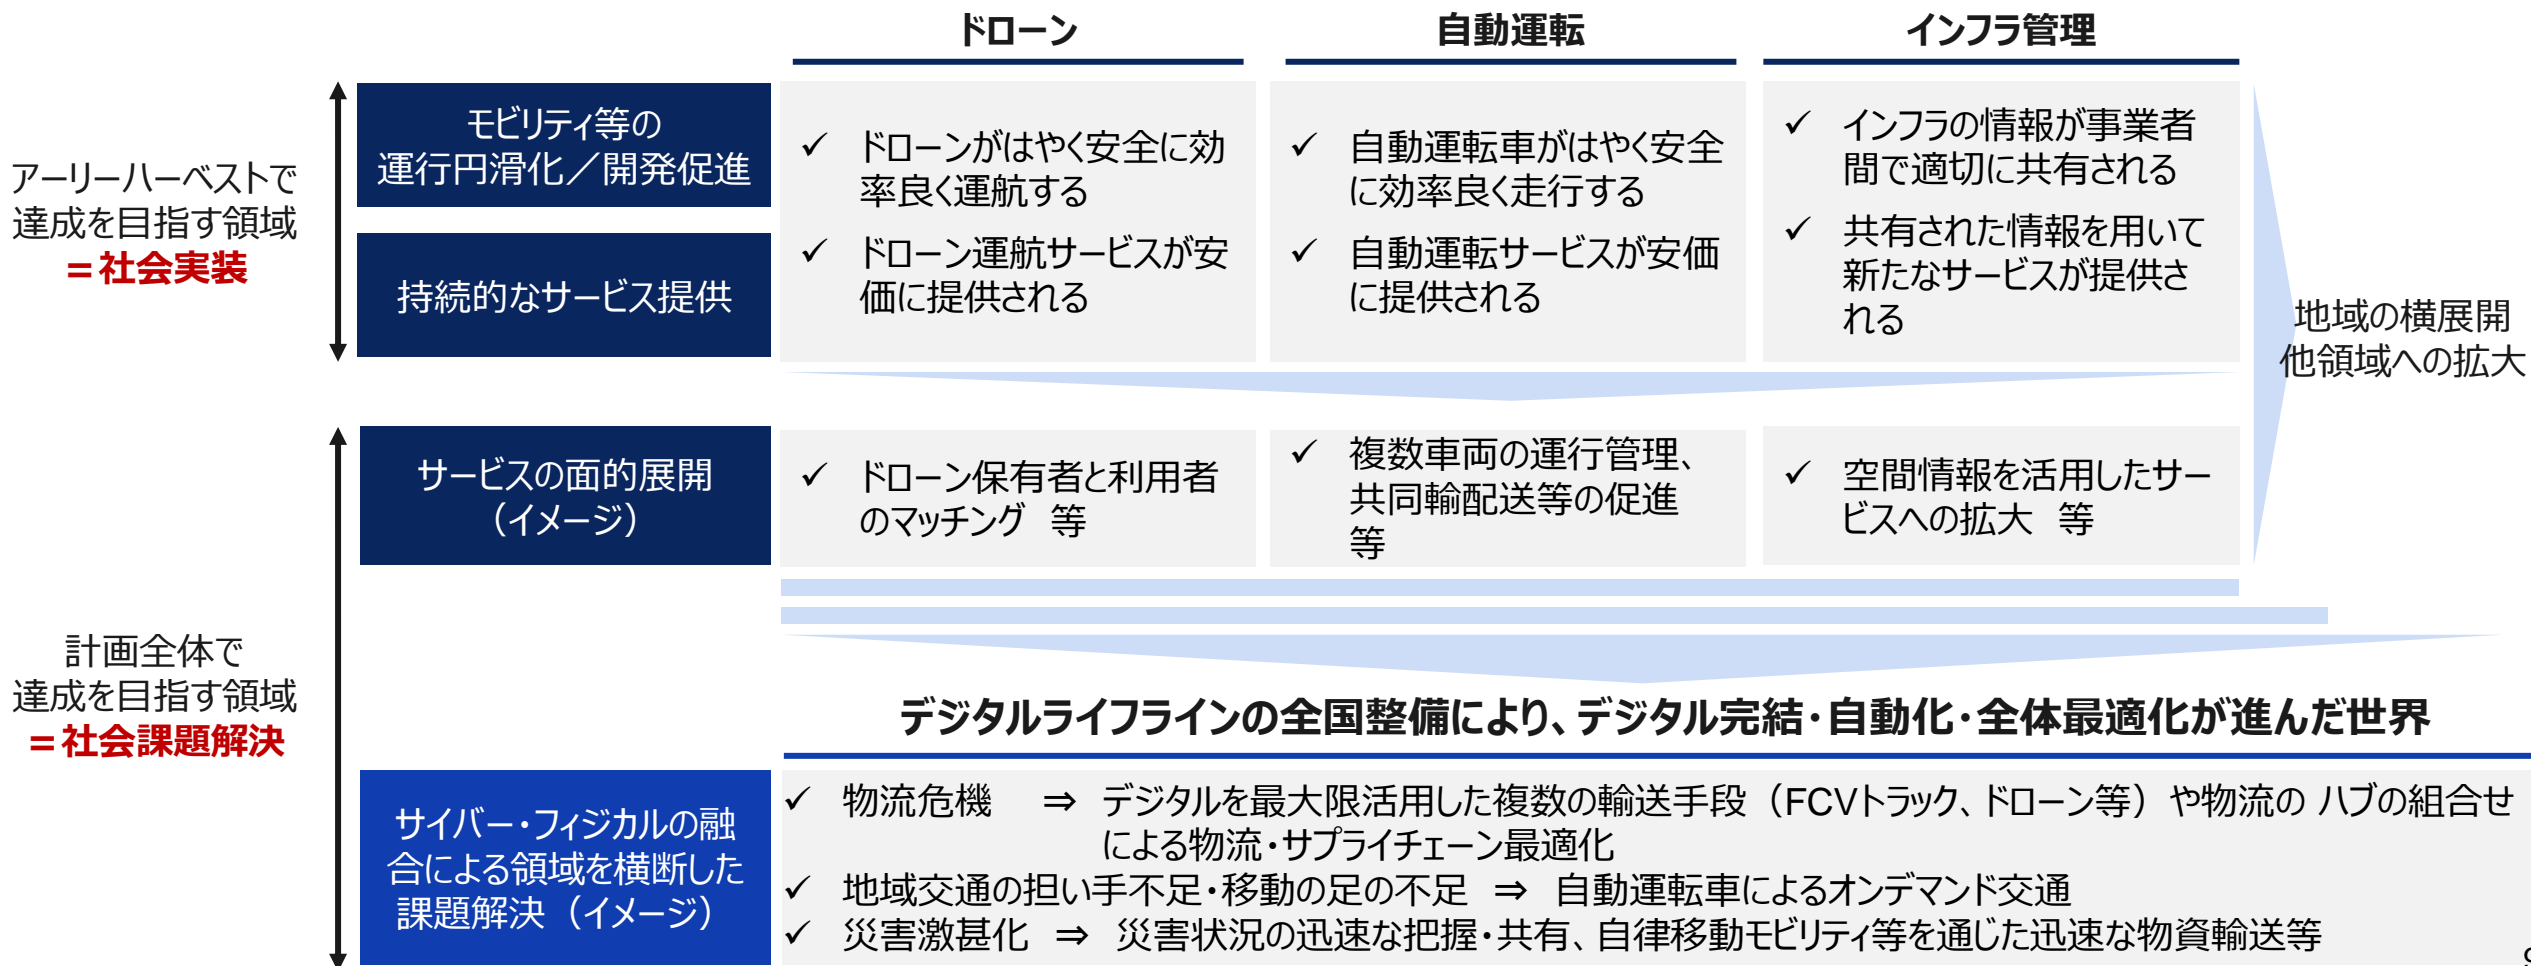 ドローン
自動運転
インフラ管理
アーリーハーベストで
達成を目指す領域
=社会実装
モビリティ等の
運行円滑化／開発促進
持続的なサービス提供
✓ ドローンがはやく安全に効
率良く運航する
✓ ドローン運航サービスが安
価に提供される
✓ 自動運転車がはやく安全
に効率良く走行する
✓ 自動運転サービスが安価
に提供される
✓ インフラの情報が事業者
間で適切に共有される
✓ 共有された情報を用いて
新たなサービスが提供さ
れる
地域の横展開
他領域への拡大
計画全体で
達成を目指す領域
=社会課題解決
サービスの面的展開
（イメージ）
✓ ドローン保有者と利用者
のマッチング　等
✓ 複数車両の運行管理、
共同輸配送等の促進
等
✓ 空間情報を活用したサー
ビスへの拡大　等
デジタルライフラインの全国整備により、デジタル完結・自動化・全体最適化が進んだ世界
サイバー・フィジカルの融
合による領域を横断した
課題解決（イメージ）
✓ 物流危機　⇒ デジタルを最大限活用した複数の輸送手段（FCVトラック、ドローン等）や物流の ハブの組合せ
による物流・サプライチェーン最適化
✓ 地域交通の担い手不足・移動の足の不足 ⇒ 自動運転車によるオンデマンド交通
✓ 災害激甚化 ⇒ 災害状況の迅速な把握・共有、自律移動モビリティ等を通じた迅速な物資輸送等